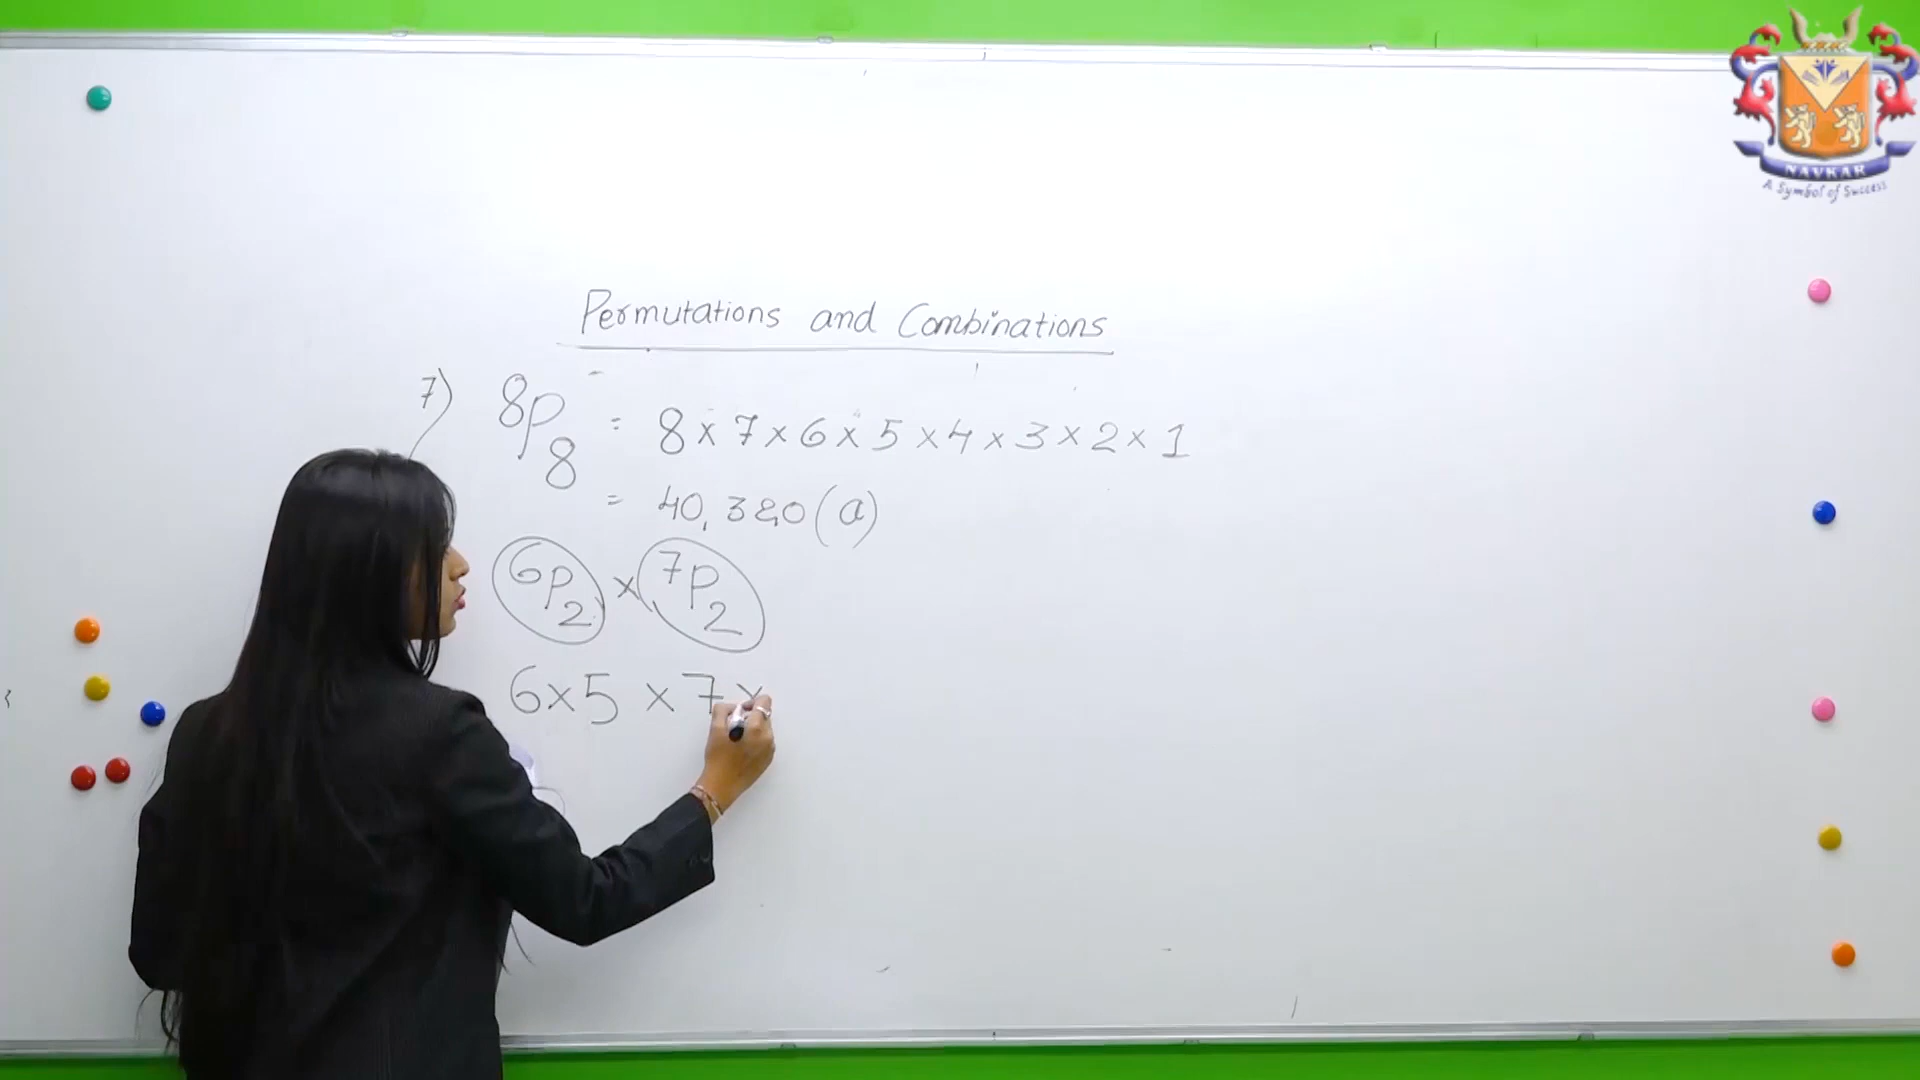 NAVKAR
A Symbol of Success
Permutations and Combinations
7) 8P8 = 8 × 7 × 6 × 5 × 4 × 3 × 2 × 1
= 40,320 (a)
6P2 × 7P2
6 × 5 × 7 ×